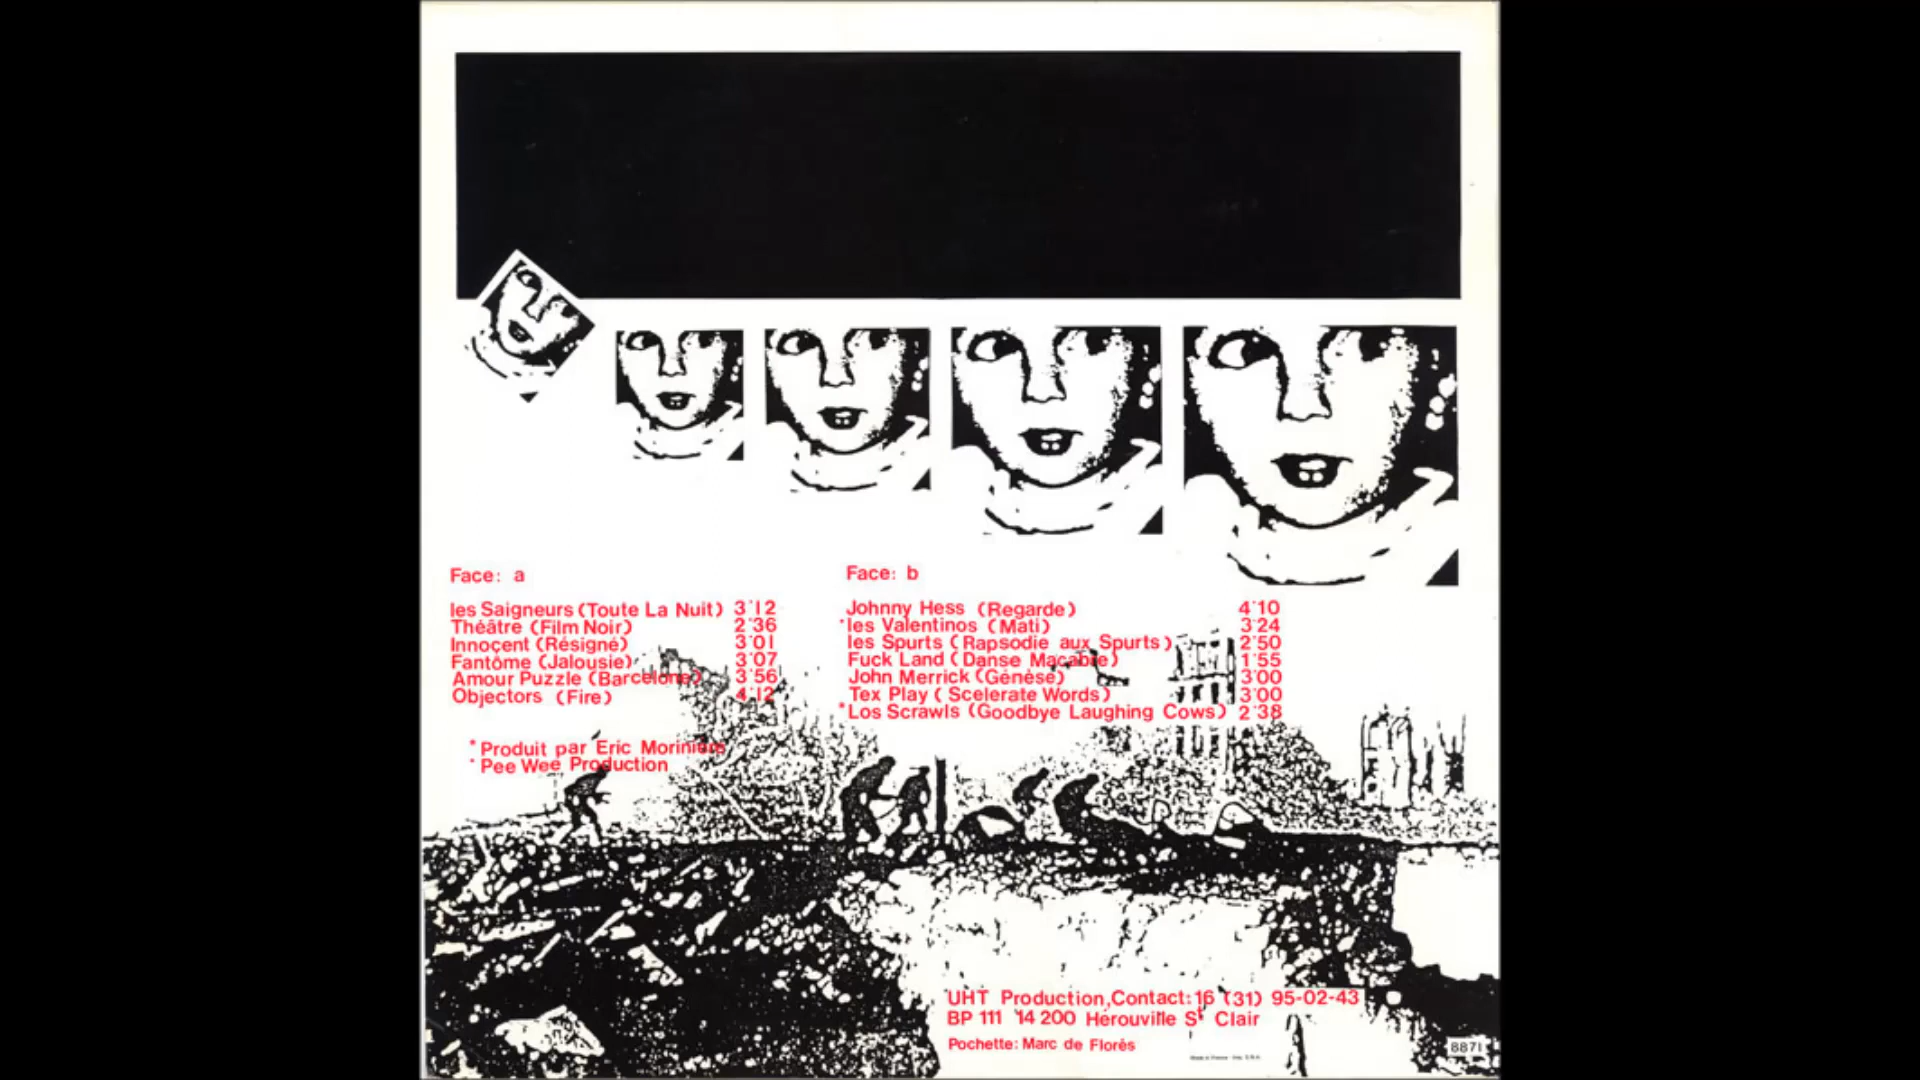 Face: a
les Saigneurs (Toute La Nuit) 3'12
Théâtre (Film Noir) 2'36
Innoçent (Résigné) 3'01
Fantôme (Jalousie) 3'07
Amour Puzzle (Barcelone) 3'56
Objectors (Fire) 4'12
* Produit par Eric Moriniere
* Pee Wee Production
Face: b
Johnny Hess (Regarde) 4'10
*les Valentinos (Mati) 3'24
les Spurts (Rapsodie aux Spurts) 2'50
Fuck Land (Danse Macabre) 1'55
John Merrick (Génèse) 3'00
Tex Play (Scelerate Words) 3'00
*Los Scrawls (Goodbye Laughing Cows) 2'38
UHT Production, Contact: 16 (31) 95-02-43
BP 111 14 200 Hérouville St Clair
Pochette: Marc de Florès
8871